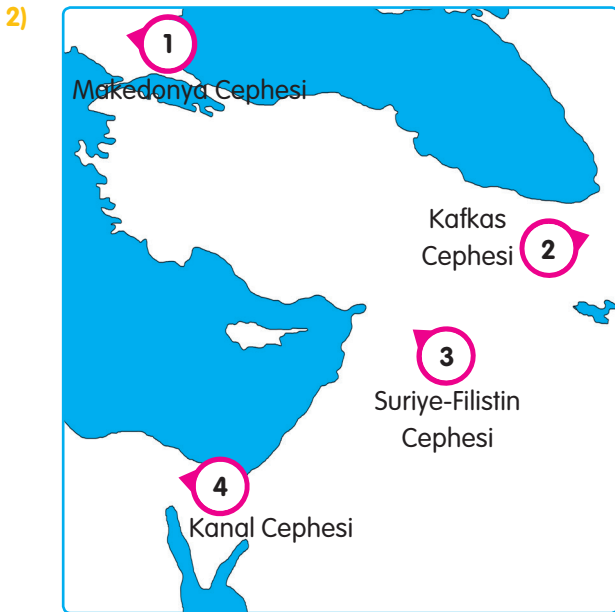 2)
1
Makedonya Cephesi
Kafkas
Cephesi
2
3
Suriye-Filistin
Cephesi
4
Kanal Cephesi